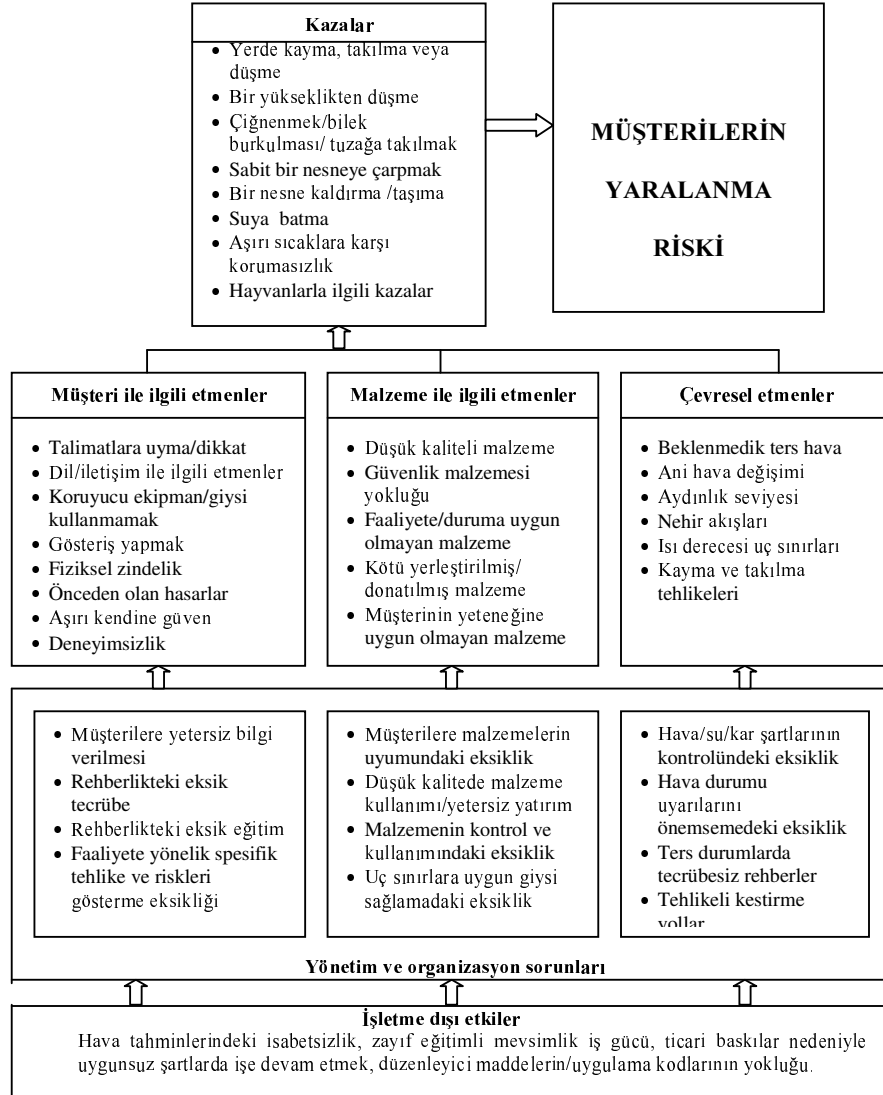 Kazalar
• Yerde kayma, takılma veya
düşme
• Bir yükseklikten düşme
• Çiğnenmek/bilek
burkulması/ tuzağa takılmak
• Sabit bir nesneye çarpmak
• Bir nesne kaldırma /taşıma
• Suya batma
• Aşırı sıcaklara karşı
korumasızlık
• Hayvanlarla ilgili kazalar
MÜŞTERİLERİN
YARALANMA
RİSKİ
Müşteri ile ilgili etmenler
• Talimatlara uyma/dikkat
• Dil/iletişim ile ilgili etmenler
• Koruyucu ekipman/giysi
kullanmamak
• Gösteriş yapmak
• Fiziksel zindelik
• Önceden olan hasarlar
• Aşırı kendine güven
• Deneyimsizlik
Malzeme ile ilgili etmenler
• Düşük kaliteli malzeme
• Güvenlik malzemesi
yokluğu
• Faaliyete/duruma uygun
olmayan malzeme
• Kötü yerleştirilmiş/
donatılmış malzeme
• Müşterinin yeteneğine
uygun olmayan malzeme
Çevresel etmenler
• Beklenmedik ters hava
• Ani hava değişimi
• Aydınlık seviyesi
• Nehir akışları
• Isı derecesi uç sınırları
• Kayma ve takılma
tehlikeleri
• Müşterilere yetersiz bilgi
verilmesi
• Rehberlikteki eksik
tecrübe
• Rehberlikteki eksik eğitim
• Faaliyete yönelik spesifik
tehlike ve riskleri
gösterme eksikliği
• Müşterilere malzemelerin
uyumundaki eksiklik
• Düşük kalitede malzeme
kullanımı/yetersiz yatırım
• Malzemenin kontrol ve
kullanımındaki eksiklik
• Uç sınırlara uygun giysi
sağlamadaki eksiklik
• Hava/su/kar şartlarının
kontrolündeki eksiklik
• Hava durumu
uyarılarını
önemsemedeki eksiklik
• Ters durumlarda
tecrübesiz rehberler
• Tehlikeli kestirme
yollar
Yönetim ve organizasyon sorunları
İşletme dışı etkiler
Hava tahminlerindeki isabetsizlik, zayıf eğitimli mevsimlik iş gücü, ticari baskılar nedeniyle
uygunsuz şartlarda işe devam etmek, düzenleyici maddelerin/uygulama kodlarının yokluğu.